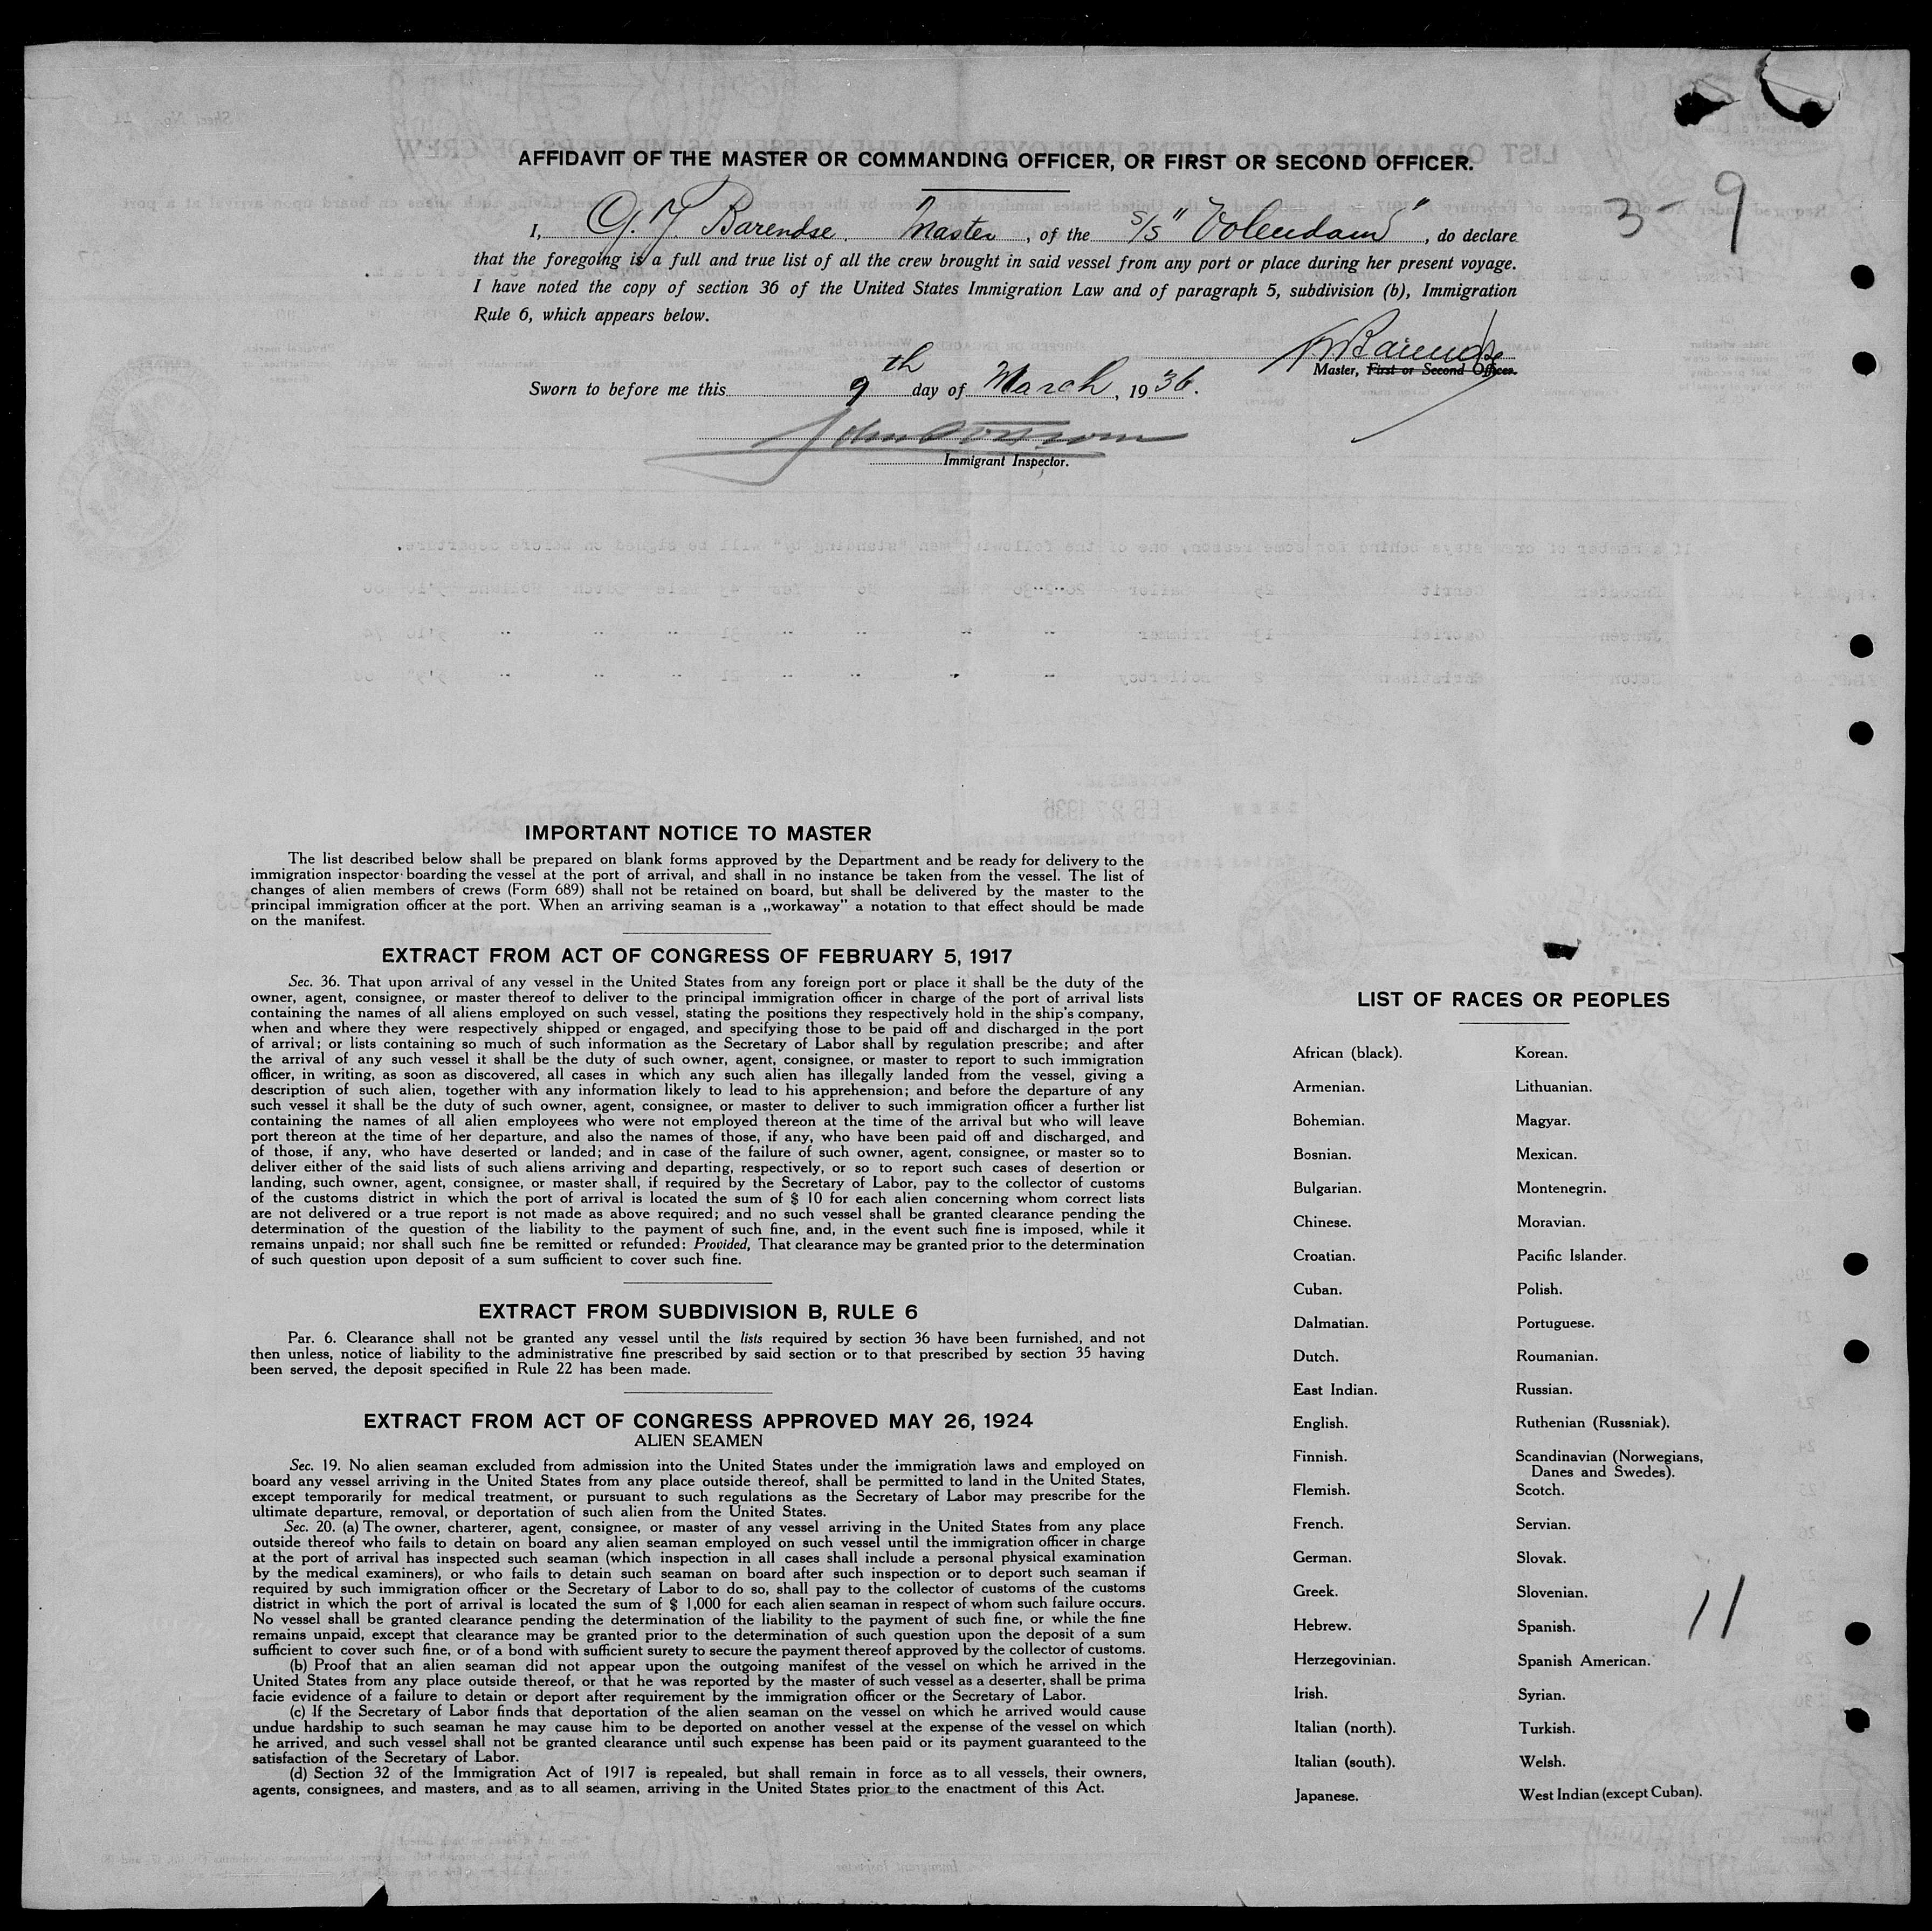 AFFIDAVIT OF THE MASTER OR COMMANDING OFFICER, OR FIRST OR SECOND OFFICER.
3-9
I, G. J. Barendse. Master, of the s/s "Volendam", do declare
that the foregoing is a full and true list of all the crew brought in said vessel from any port or place during her present voyage.
I have noted the copy of section 36 of the United States Immigration Law and of paragraph 5, subdivision (b), Immigration
Rule 6, which appears below.
Barendse
Master, First or Second Officer.
Sworn to before me this 9th day of March, 1936.
Immigrant Inspector.
IMPORTANT NOTICE TO MASTER
The list described below shall be prepared on blank forms approved by the Department and be ready for delivery to the
immigration inspector boarding the vessel at the port of arrival, and shall in no instance be taken from the vessel. The list of
changes of alien members of crews (Form 689) shall not be retained on board, but shall be delivered by the master to the
principal immigration officer at the port. When an arriving seaman is a „workaway" a notation to that effect should be made
on the manifest.
EXTRACT FROM ACT OF CONGRESS OF FEBRUARY 5, 1917
Sec. 36. That upon arrival of any vessel in the United States from any foreign port or place it shall be the duty of the
owner, agent, consignee, or master thereof to deliver to the principal immigration officer in charge of the port of arrival lists
containing the names of all aliens employed on such vessel, stating the positions they respectively hold in the ship's company,
when and where they were respectively shipped or engaged, and specifying those to be paid off and discharged in the port
of arrival; or lists containing so much of such information as the Secretary of Labor shall by regulation prescribe; and after
the arrival of any such vessel it shall be the duty of such owner, agent, consignee, or master to report to such immigration
officer, in writing, as soon as discovered, all cases in which any such alien has illegally landed from the vessel, giving a
description of such alien, together with any information likely to lead to his apprehension; and before the departure of any
such vessel it shall be the duty of such owner, agent, consignee, or master to deliver to such immigration officer a further list
containing the names of all alien employees who were not employed thereon at the time of the arrival but who will leave
port thereon at the time of her departure, and also the names of those, if any, who have been paid off and discharged, and
of those, if any, who have deserted or landed; and in case of the failure of such owner, agent, consignee, or master so to
deliver either of the said lists of such aliens arriving and departing, respectively, or so to report such cases of desertion or
landing, such owner, agent, consignee, or master shall, if required by the Secretary of Labor, pay to the collector of customs
of the customs district in which the port of arrival is located the sum of $ 10 for each alien concerning whom correct lists
are not delivered or a true report is not made as above required; and no such vessel shall be granted clearance pending the
determination of the question of the liability to the payment of such fine, and, in the event such fine is imposed, while it
remains unpaid; nor shall such fine be remitted or refunded: Provided, That clearance may be granted prior to the determination
of such question upon deposit of a sum sufficient to cover such fine.
EXTRACT FROM SUBDIVISION B, RULE 6
Par. 6. Clearance shall not be granted any vessel until the lists required by section 36 have been furnished, and not
then unless, notice of liability to the administrative fine prescribed by said section or to that prescribed by section 35 having
been served, the deposit specified in Rule 22 has been made.
EXTRACT FROM ACT OF CONGRESS APPROVED MAY 26, 1924
ALIEN SEAMEN
Sec. 19. No alien seaman excluded from admission into the United States under the immigration laws and employed on
board any vessel arriving in the United States from any place outside thereof, shall be permitted to land in the United States,
except temporarily for medical treatment, or pursuant to such regulations as the Secretary of Labor may prescribe for the
ultimate departure, removal, or deportation of such alien from the United States.
Sec. 20. (a) The owner, charterer, agent, consignee, or master of any vessel arriving in the United States from any place
outside thereof who fails to detain on board any alien seaman employed on such vessel until the immigration officer in charge
at the port of arrival has inspected such seaman (which inspection in all cases shall include a personal physical examination
by the medical examiners), or who fails to detain such seaman on board after such inspection or to deport such seaman if
required by such immigration officer or the Secretary of Labor to do so, shall pay to the collector of customs of the customs
district in which the port of arrival is located the sum of $ 1,000 for each alien seaman in respect of whom such failure occurs.
No vessel shall be granted clearance pending the determination of the liability to the payment of such fine, or while the fine
remains unpaid, except that clearance may be granted prior to the determination of such question upon the deposit of a sum
sufficient to cover such fine, or of a bond with sufficient surety to secure the payment thereof approved by the collector of customs.
(b) Proof that an alien seaman did not appear upon the outgoing manifest of the vessel on which he arrived in the
United States from any place outside thereof, or that he was reported by the master of such vessel as a deserter, shall be prima
facie evidence of a failure to detain or deport after requirement by the immigration officer or the Secretary of Labor.
(c) If the Secretary of Labor finds that deportation of the alien seaman on the vessel on which he arrived would cause
undue hardship to such seaman he may cause him to be deported on another vessel at the expense of the vessel on which
he arrived, and such vessel shall not be granted clearance until such expense has been paid or its payment guaranteed to the
satisfaction of the Secretary of Labor.
(d) Section 32 of the Immigration Act of 1917 is repealed, but shall remain in force as to all vessels, their owners,
agents, consignees, and masters, and as to all seamen, arriving in the United States prior to the enactment of this Act.
LIST OF RACES OR PEOPLES
African (black).
Armenian.
Bohemian.
Bosnian.
Bulgarian.
Chinese.
Croatian.
Cuban.
Dalmatian.
Dutch.
East Indian.
English.
Finnish.
Flemish.
French.
German.
Greek.
Hebrew.
Herzegovinian.
Irish.
Italian (north).
Italian (south).
Japanese.
Korean.
Lithuanian.
Magyar.
Mexican.
Montenegrin.
Moravian.
Pacific Islander.
Polish.
Portuguese.
Roumanian.
Russian.
Ruthenian (Russniak).
Scandinavian (Norwegians,
Danes and Swedes).
Scotch.
Servian.
Slovak.
Slovenian.
Spanish.
Spanish American.
Syrian.
Turkish.
Welsh.
West Indian (except Cuban).
11